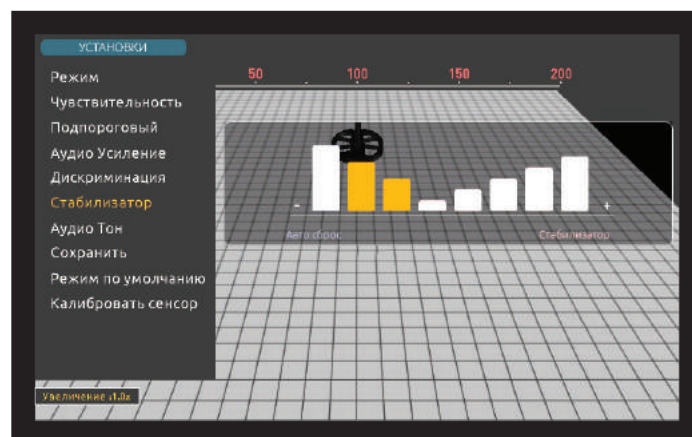 УСТАНОВКИ
Режим
Чувствительность
Подпороговый
Аудио Усиление
Дискриминация
Стабилизатор
Аудио Тон
Сохранить
Режим по умолчанию
Калибровать сенсор
50 100 150 200
- +
Авто сброс Стабилизатор
Увеличение x1.0x